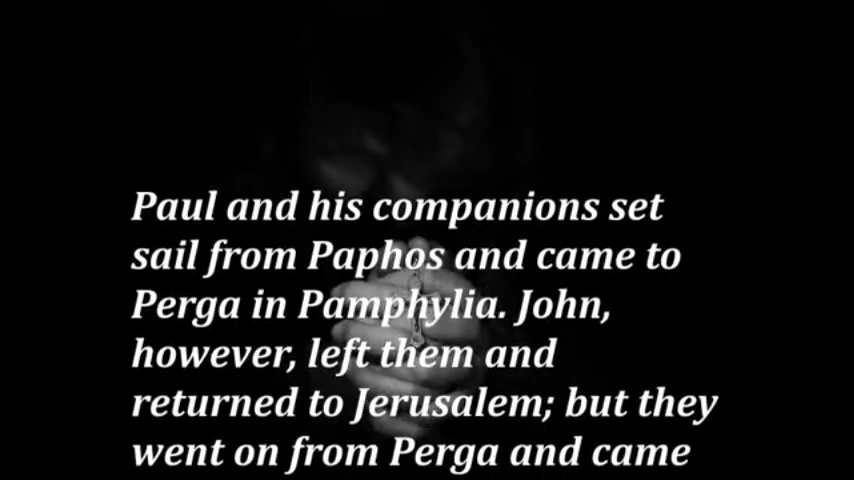 Paul and his companions set
sail from Paphos and came to
Perga in Pamphylia. John,
however, left them and
returned to Jerusalem; but they
went on from Perga and came